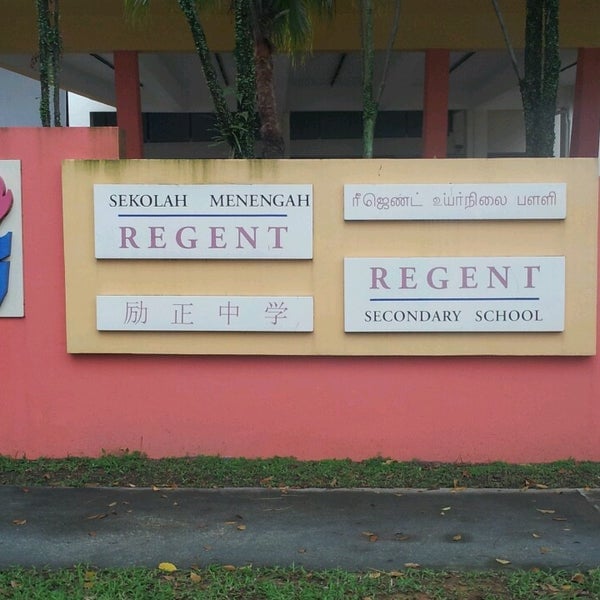 SEKOLAH MENENGAH
REGENT
励正中学
ரீஜெண்ட் உயர்நிலை பள்ளி
REGENT
SECONDARY SCHOOL